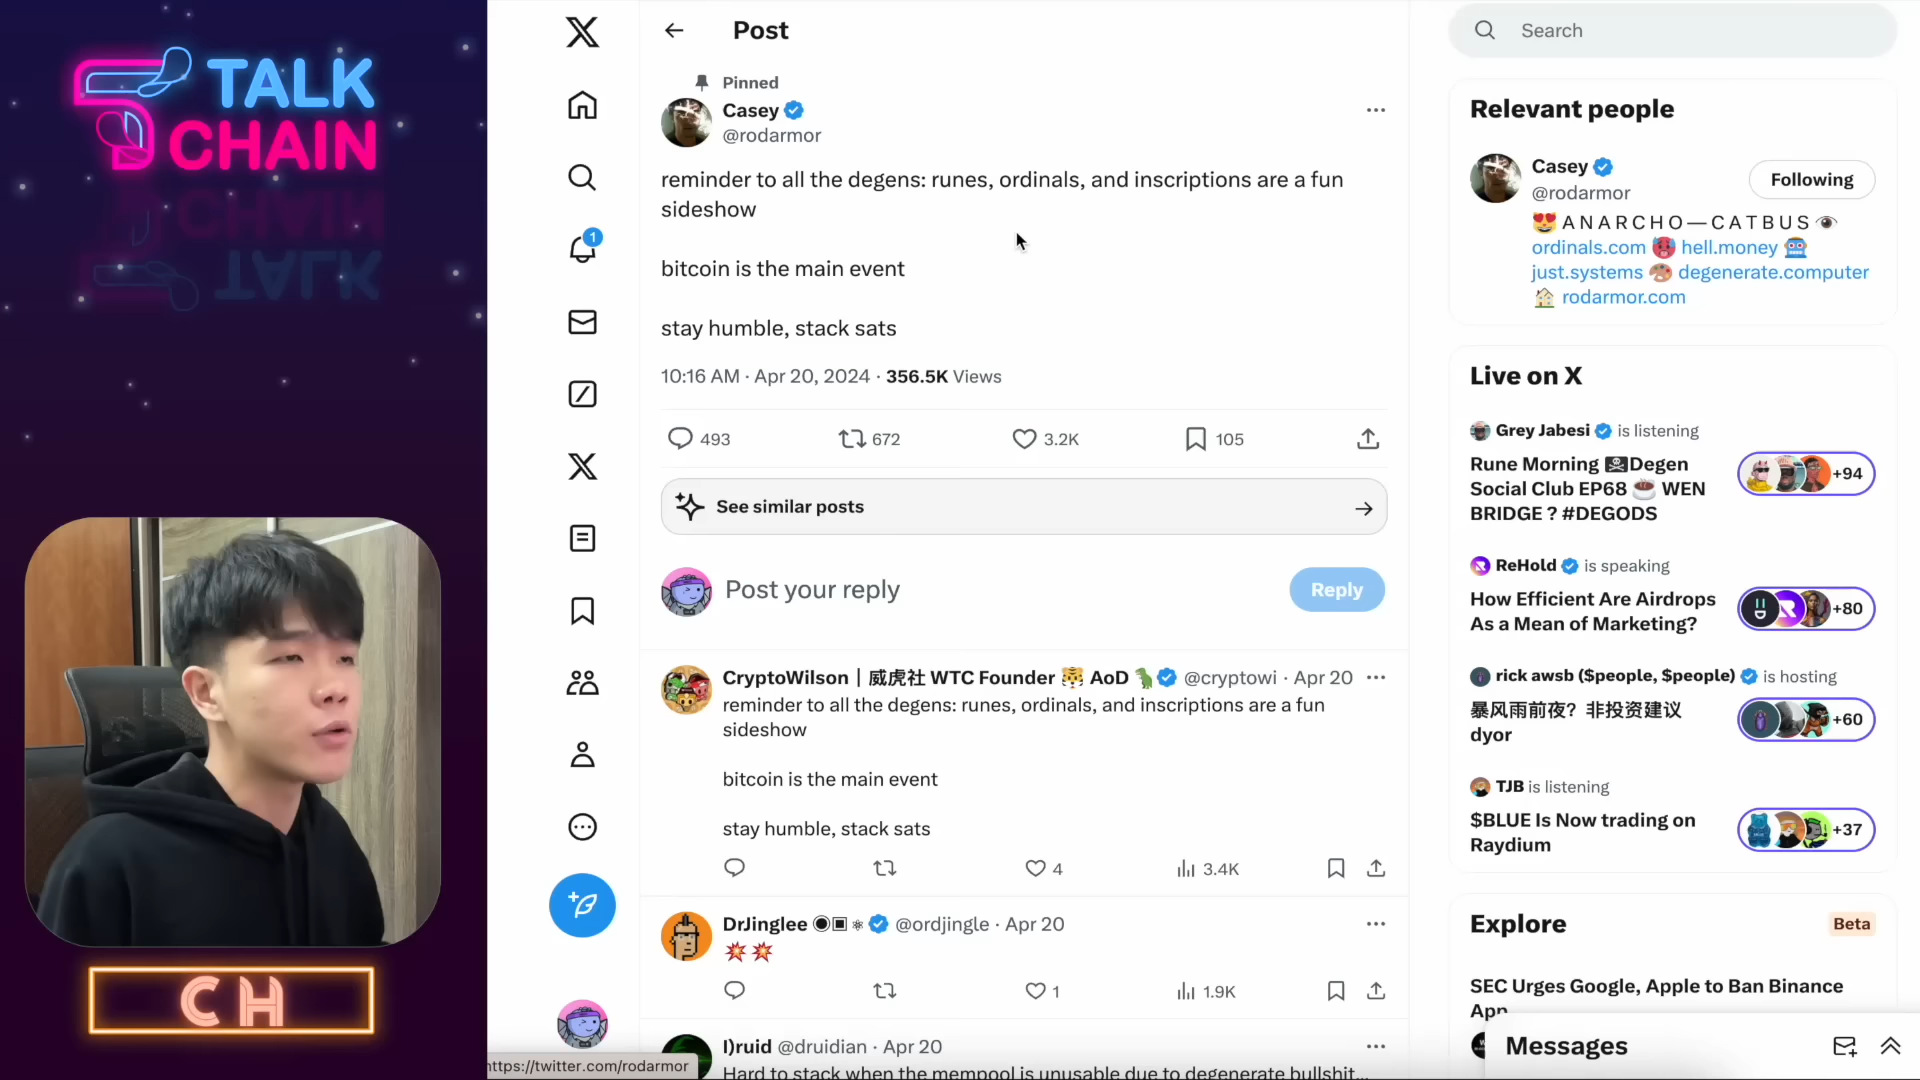 TALK
CHAIN
CH
Post
Pinned
Casey
@rodarmor
reminder to all the degens: runes, ordinals, and inscriptions are a fun
sideshow
bitcoin is the main event
stay humble, stack sats
10:16 AM · Apr 20, 2024 · 356.5K Views
493 672 3.2K 105
See similar posts
Post your reply
Reply
CryptoWilson｜威虎社 WTC Founder 🐯 AoD 🦖 @cryptowi · Apr 20
reminder to all the degens: runes, ordinals, and inscriptions are a fun
sideshow
bitcoin is the main event
stay humble, stack sats
4 3.4K
DrJinglee ◉▣⚛ @ordjingle · Apr 20
💥 💥
1 1.9K
I)ruid @druidian · Apr 20
Hard to stack when the mempool is unusable due to degenerate bullshit...
https://twitter.com/rodarmor
1
Search
Relevant people
Casey
@rodarmor
Following
😻 A N A R C H O — C A T B U S 👁
ordinals.com 🥵 hell.money 🤖
just.systems 🎨 degenerate.computer
🏠 rodarmor.com
Live on X
Grey Jabesi is listening
Rune Morning 🏴‍☠️Degen
Social Club EP68 ☕ WEN
BRIDGE ? #DEGODS
+94
ReHold is speaking
How Efficient Are Airdrops
As a Mean of Marketing?
+80
rick awsb ($people, $people) is hosting
暴风雨前夜？非投资建议
dyor
+60
TJB is listening
$BLUE Is Now trading on
Raydium
+37
Explore
Beta
SEC Urges Google, Apple to Ban Binance
App
Messages